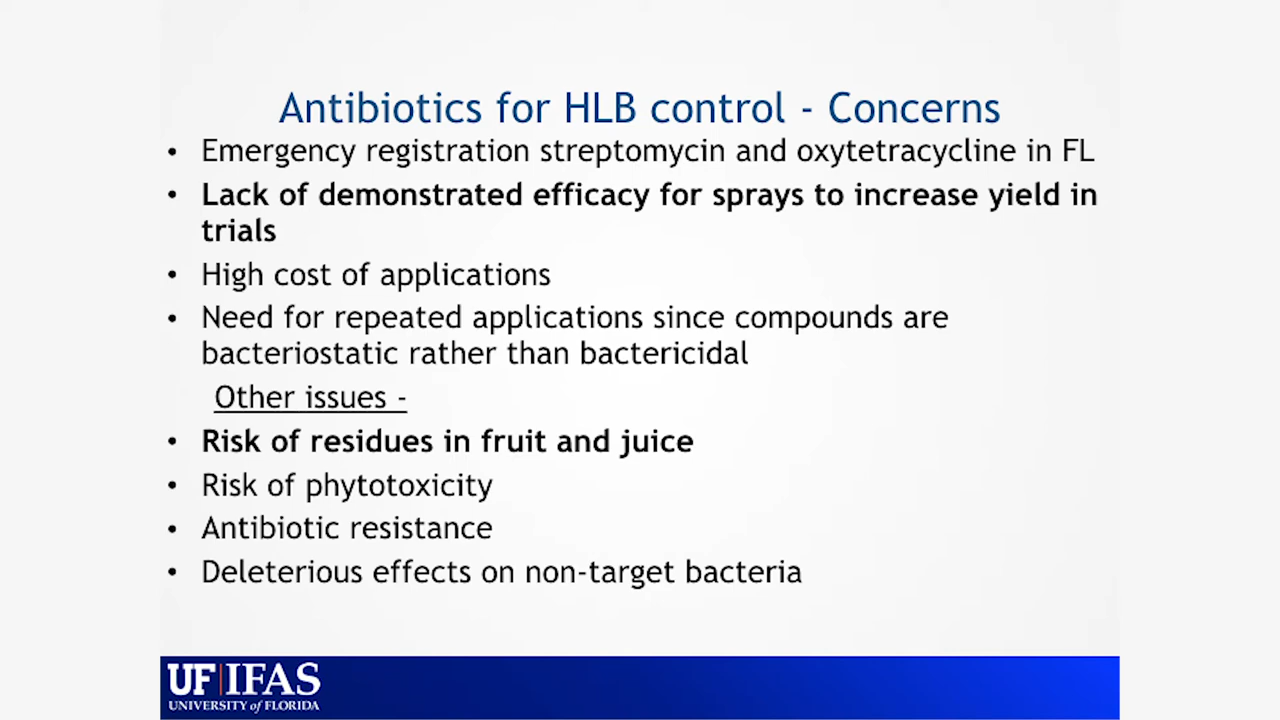 Antibiotics for HLB control - Concerns
• Emergency registration streptomycin and oxytetracycline in FL
• Lack of demonstrated efficacy for sprays to increase yield in
trials
• High cost of applications
• Need for repeated applications since compounds are
bacteriostatic rather than bactericidal
Other issues -
• Risk of residues in fruit and juice
• Risk of phytotoxicity
• Antibiotic resistance
• Deleterious effects on non-target bacteria
UF|IFAS
UNIVERSITY of FLORIDA